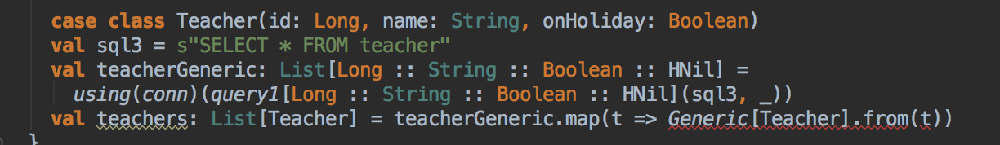 case class Teacher(id: Long, name: String, onHoliday: Boolean)
val sql3 = s"SELECT * FROM teacher"
val teacherGeneric: List[Long :: String :: Boolean :: HNil] =
using(conn)(query1[Long :: String :: Boolean :: HNil](sql3, _))
val teachers: List[Teacher] = teacherGeneric.map(t => Generic[Teacher].from(t))
}